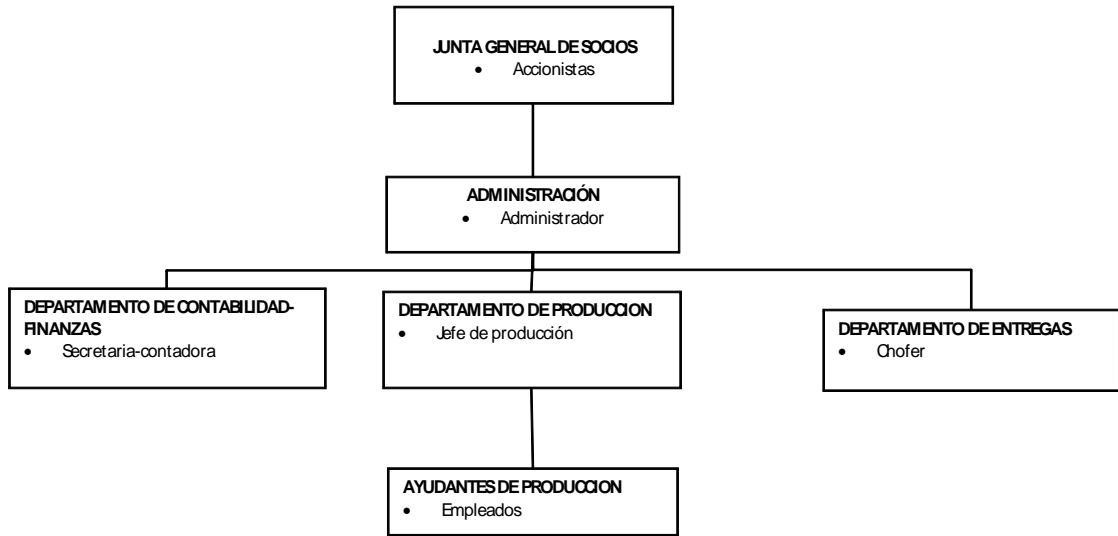 JUNTA GENERAL DE SOCIOS
• Accionistas
ADMINISTRACIÓN
• Administrador
DEPARTAMENTO DE CONTABILIDAD-
FINANZAS
• Secretaria-contadora
DEPARTAMENTO DE PRODUCCION
• Jefe de producción
DEPARTAMENTO DE ENTREGAS
• Chofer
AYUDANTES DE PRODUCCION
• Empleados